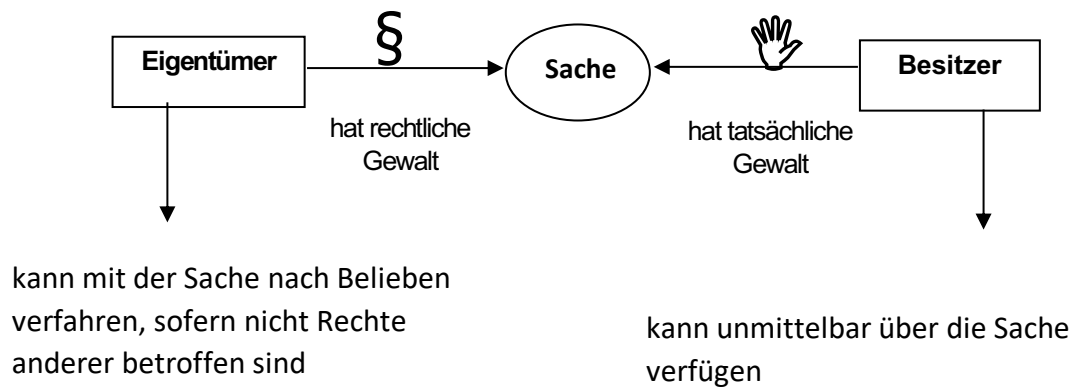 §
Eigentümer
Sache
Besitzer
hat rechtliche
Gewalt
hat tatsächliche
Gewalt
kann mit der Sache nach Belieben
verfahren, sofern nicht Rechte
anderer betroffen sind
kann unmittelbar über die Sache
verfügen